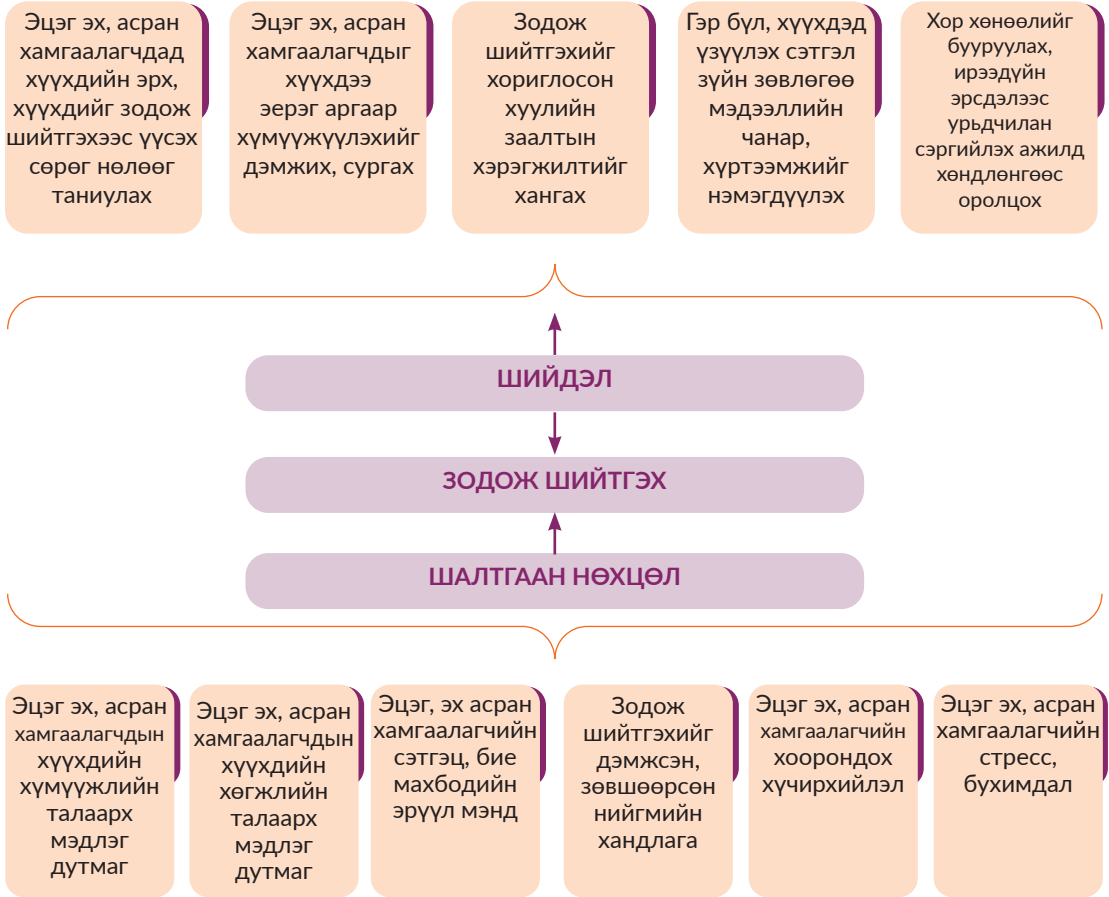 Эцэг эх, асран
хамгаалагчдад
хүүхдийн эрх,
хүүхдийг зодож
шийтгэхээс үүсэх
сөрөг нөлөөг
таниулах
Эцэг эх, асран
хамгаалагчдыг
хүүхдээ
эерэг аргаар
хүмүүжүүлэхийг
дэмжих, сургах
Зодож
шийтгэхийг
хориглосон
хуулийн
заалтын
хэрэгжилтийг
хангах
Гэр бүл, хүүхдэд
үзүүлэх сэтгэл
зүйн зөвлөгөө
мэдээллийн
чанар,
хүртээмжийг
нэмэгдүүлэх
Хор хөнөөлийг
бууруулах,
ирээдүйн
эрсдэлээс
урьдчилан
сэргийлэх ажилд
хөндлөнгөөс
оролцох
ШИЙДЭЛ
ЗОДОЖ ШИЙТГЭХ
ШАЛТГААН НӨХЦӨЛ
Эцэг эх, асран
хамгаалагчдын
хүүхдийн
хүмүүжлийн
талаарх
мэдлэг
дутмаг
Эцэг эх, асран
хамгаалагчдын
хүүхдийн
хөгжлийн
талаарх
мэдлэг
дутмаг
Эцэг, эх асран
хамгаалагчийн
сэтгэц, бие
махбодийн
эрүүл мэнд
Зодож
шийтгэхийг
дэмжсэн,
зөвшөөрсөн
нийгмийн
хандлага
Эцэг эх, асран
хамгаалагчийн
хоорондох
хүчирхийлэл
Эцэг эх, асран
хамгаалагчийн
стресс,
бухимдал